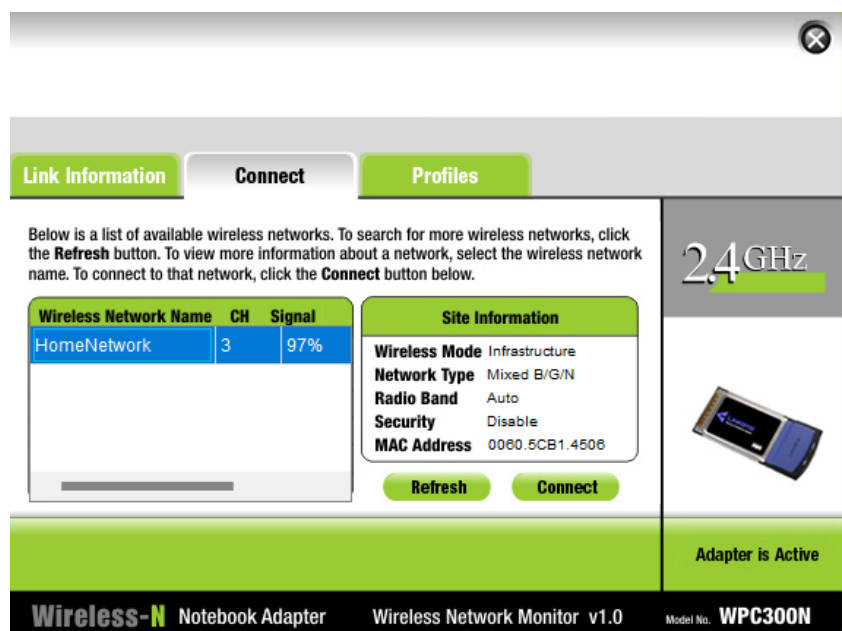 Link Information
Connect
Profiles
Below is a list of available wireless networks. To search for more wireless networks, click
the Refresh button. To view more information about a network, select the wireless network
name. To connect to that network, click the Connect button below.
2.4GHz
Wireless Network Name CH Signal
HomeNetwork 3 97%
Site Information
Wireless Mode Infrastructure
Network Type Mixed B/G/N
Radio Band Auto
Security Disable
MAC Address 0060.5CB1.4506
Refresh
Connect
LINKSYS
Adapter is Active
Wireless-N Notebook Adapter Wireless Network Monitor v1.0 Model No. WPC300N